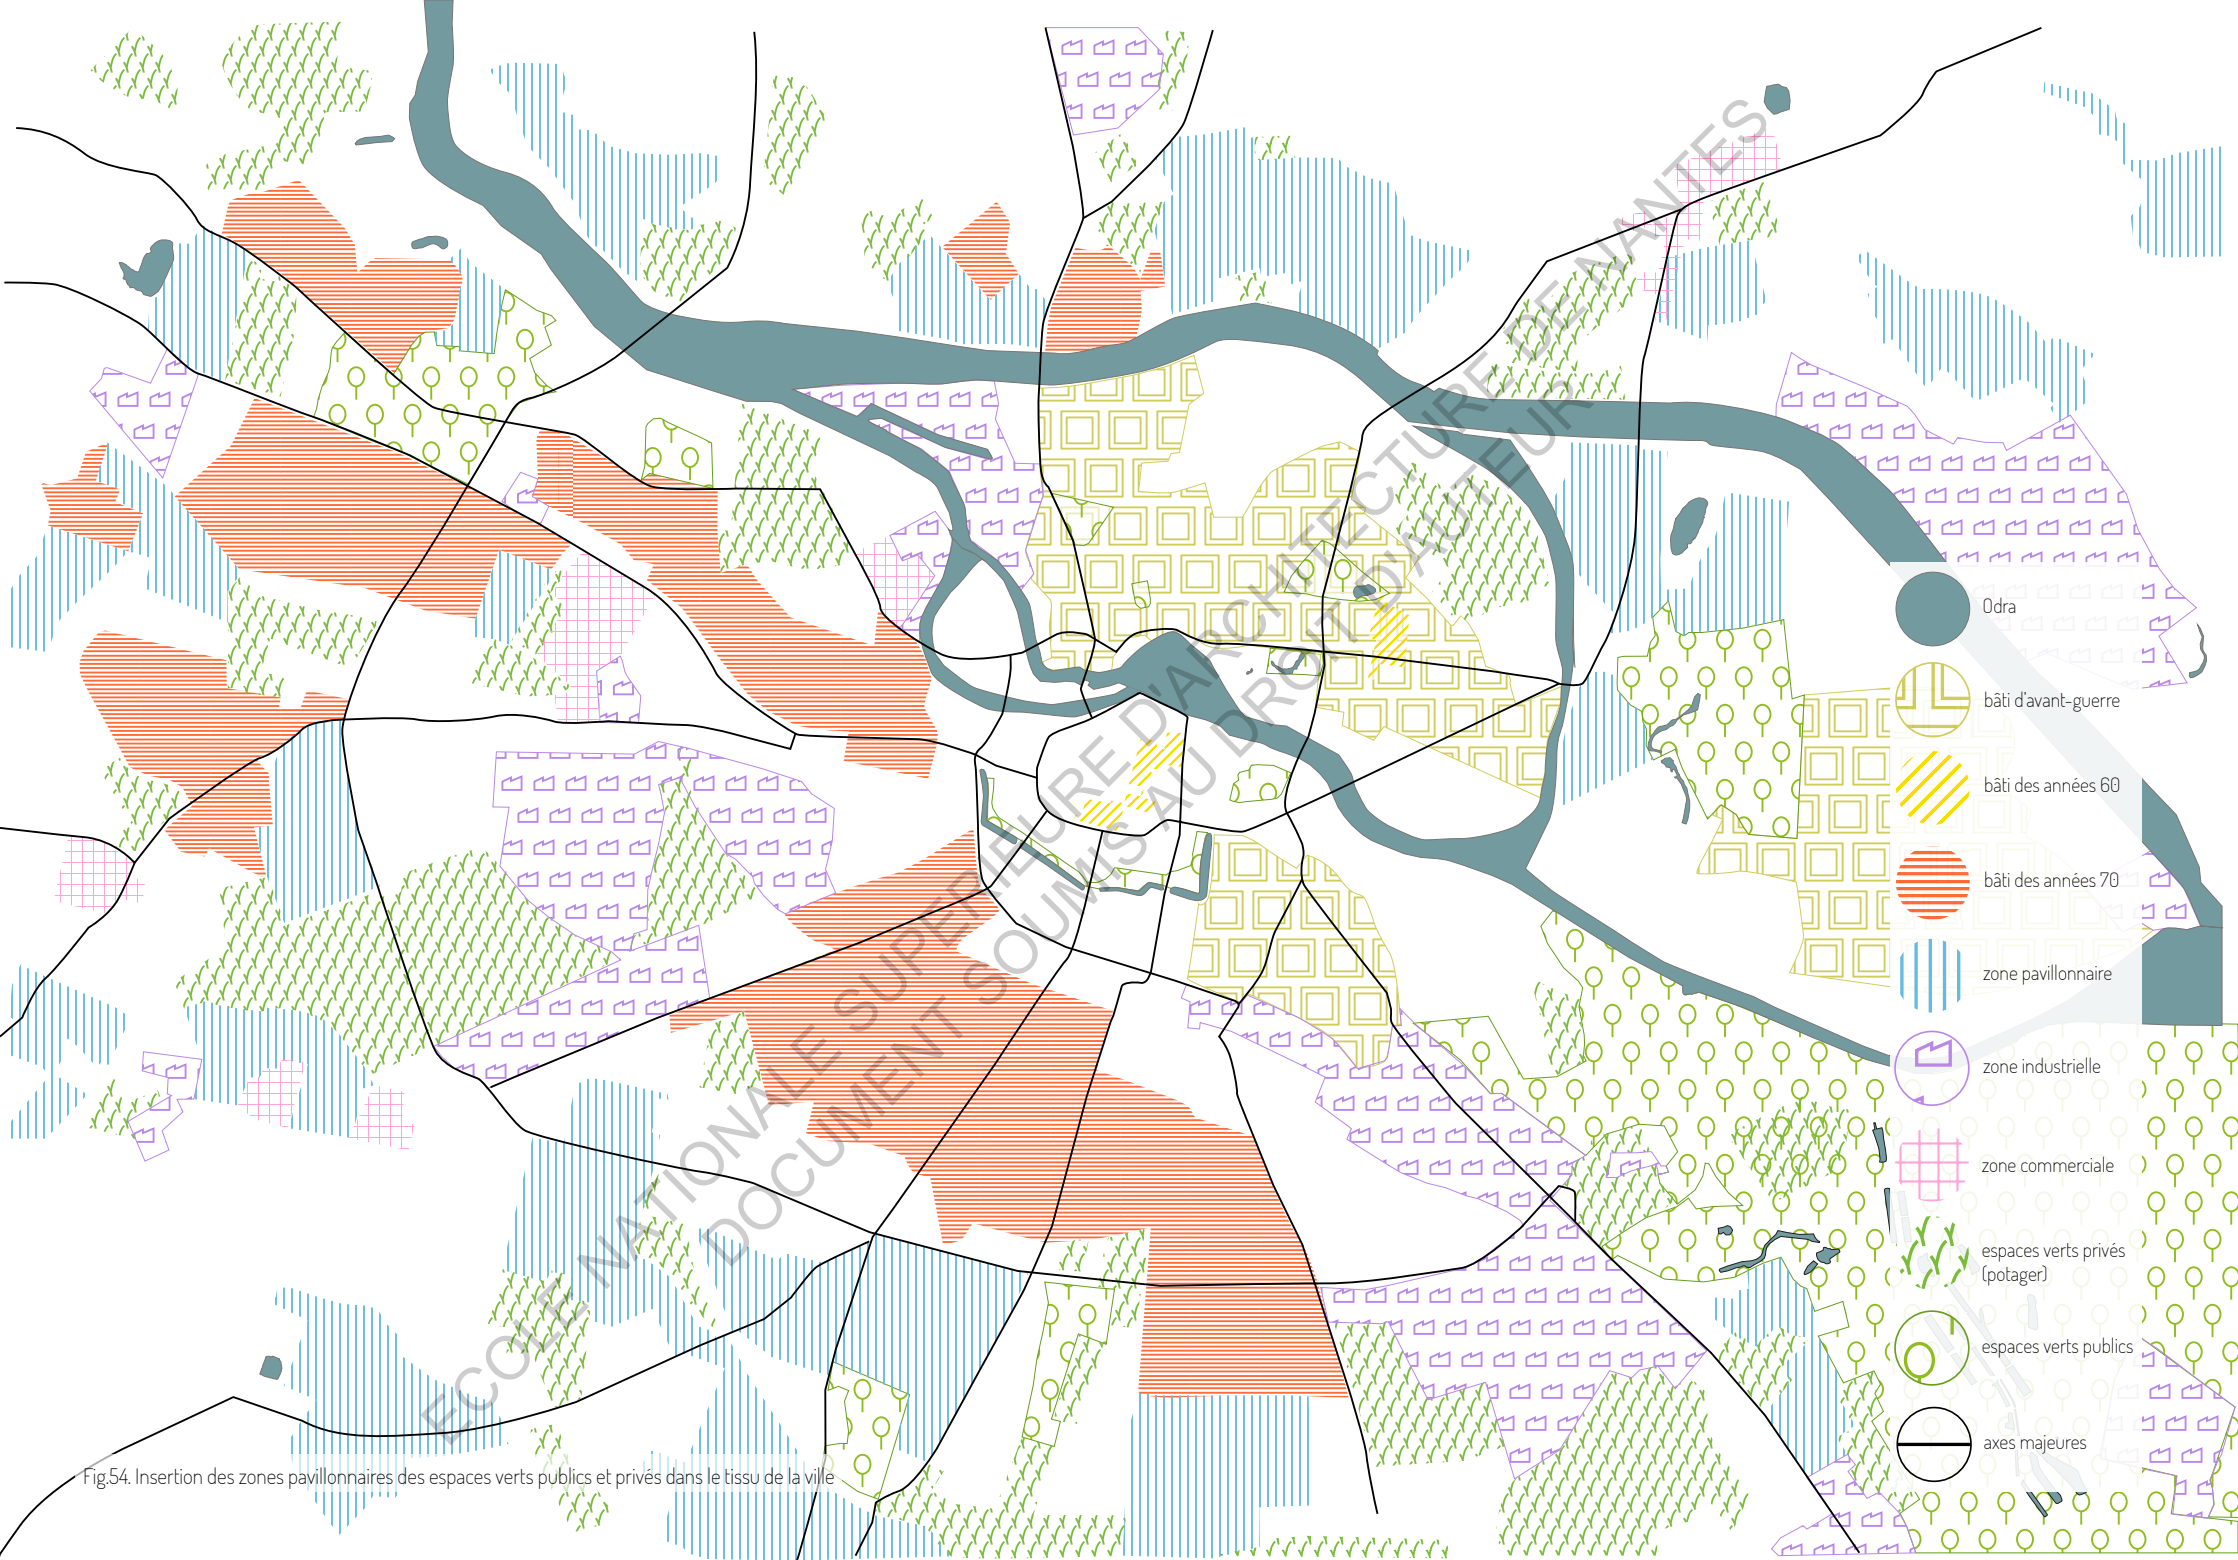 ECOLE NATIONALE SUPERIEURE D'ARCHITECTURE DE NANTES
DOCUMENT SOUMIS AU DROIT D'AUTEUR
Odra
bâti d'avant-guerre
bâti des années 60
bâti des années 70
zone pavillonnaire
zone industrielle
zone commerciale
espaces verts privés
(potager)
espaces verts publics
axes majeures
Fig.54. Insertion des zones pavillonnaires des espaces verts publics et privés dans le tissu de la ville